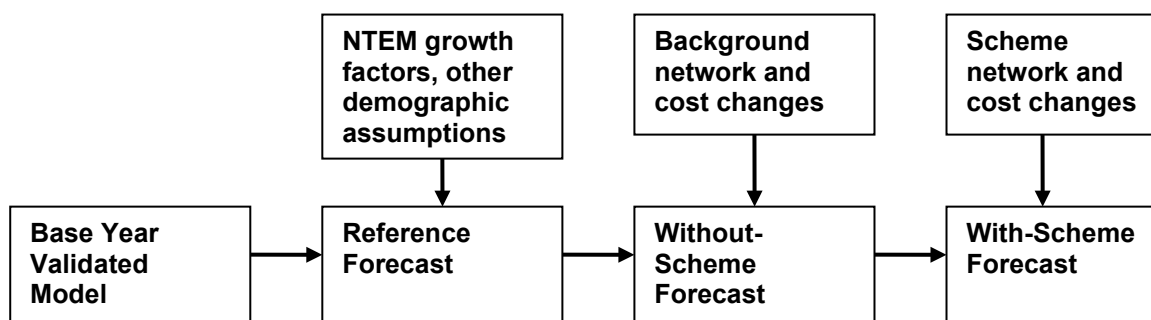 NTEM growth
factors, other
demographic
assumptions
Background
network and
cost changes
Scheme
network and
cost changes
Base Year
Validated
Model
Reference
Forecast
Without-
Scheme
Forecast
With-Scheme
Forecast